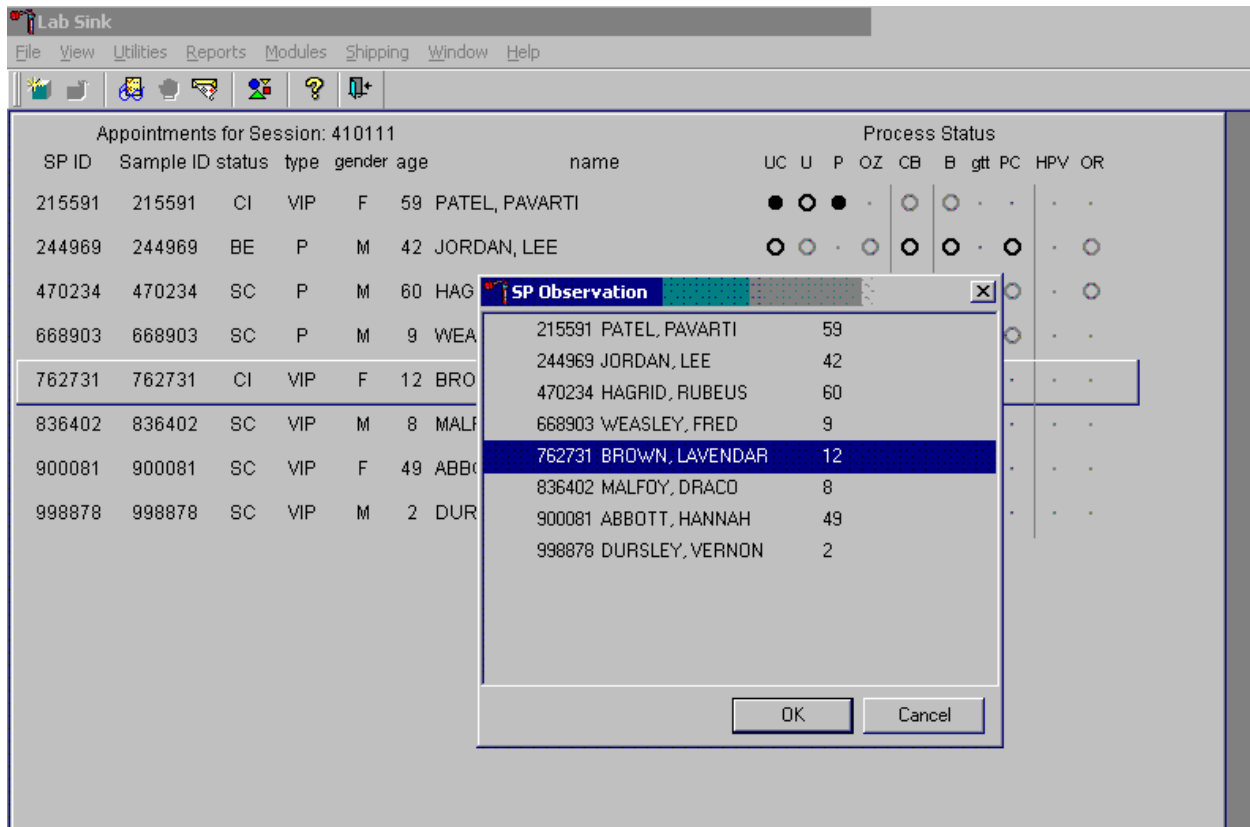 Lab Sink
File View Utilities Reports Modules Shipping Window Help
Appointments for Session: 410111 Process Status
SP ID Sample ID status type gender age name UC U P OZ CB B gtt PC HPV OR
215591 215591 CI VIP F 59 PATEL, PAVARTI
244969 244969 BE P M 42 JORDAN, LEE
470234 470234 SC P M 60 HAG
668903 668903 SC P M 9 WEA
762731 762731 CI VIP F 12 BRO
836402 836402 SC VIP M 8 MALF
900081 900081 SC VIP F 49 ABBO
998878 998878 SC VIP M 2 DUR
SP Observation
215591 PATEL, PAVARTI 59
244969 JORDAN, LEE 42
470234 HAGRID, RUBEUS 60
668903 WEASLEY, FRED 9
762731 BROWN, LAVENDAR 12
836402 MALFOY, DRACO 8
900081 ABBOTT, HANNAH 49
998878 DURSLEY, VERNON 2
OK Cancel